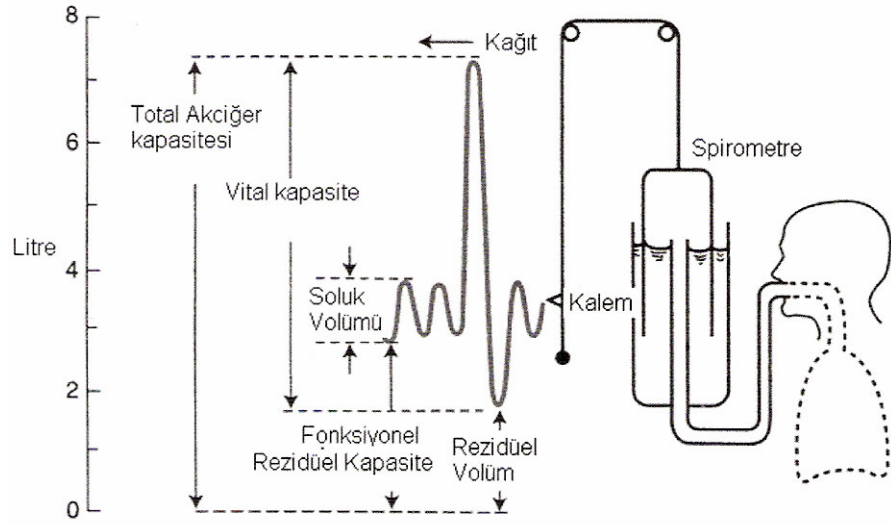 8
Kağıt
Total Akciğer
kapasitesi
6
Spirometre
Vital kapasite
Litre
4
Soluk
Volümü
Kalem
2
Fonksiyonel
Rezidüel Kapasite
Rezidüel
Volüm
0